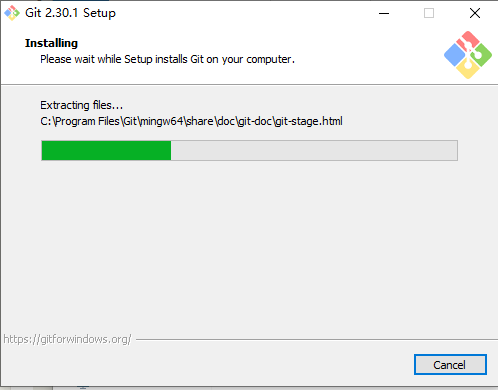 Git 2.30.1 Setup
Installing
Please wait while Setup installs Git on your computer.
Extracting files...
C:\Program Files\Git\mingw64\share\doc\git-doc\git-stage.html
https://gitforwindows.org/
Cancel